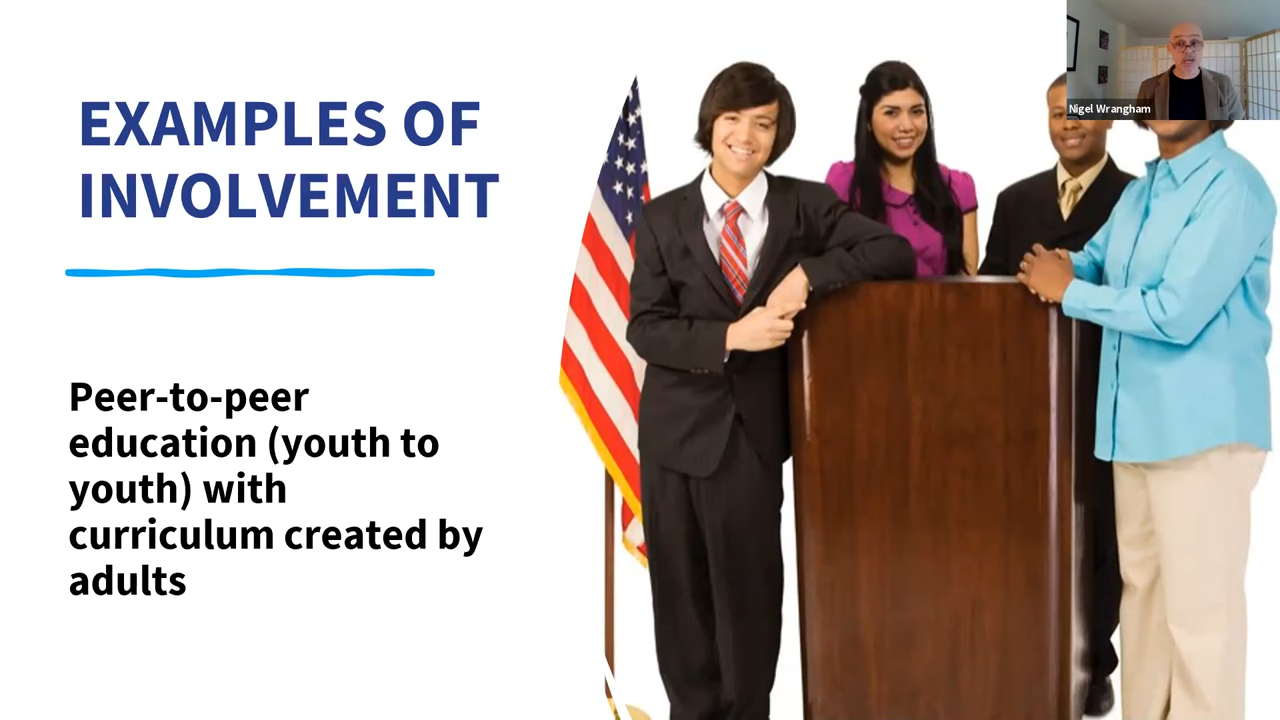 EXAMPLES OF
INVOLVEMENT
Peer-to-peer
education (youth to
youth) with
curriculum created by
adults
Nigel Wrangham